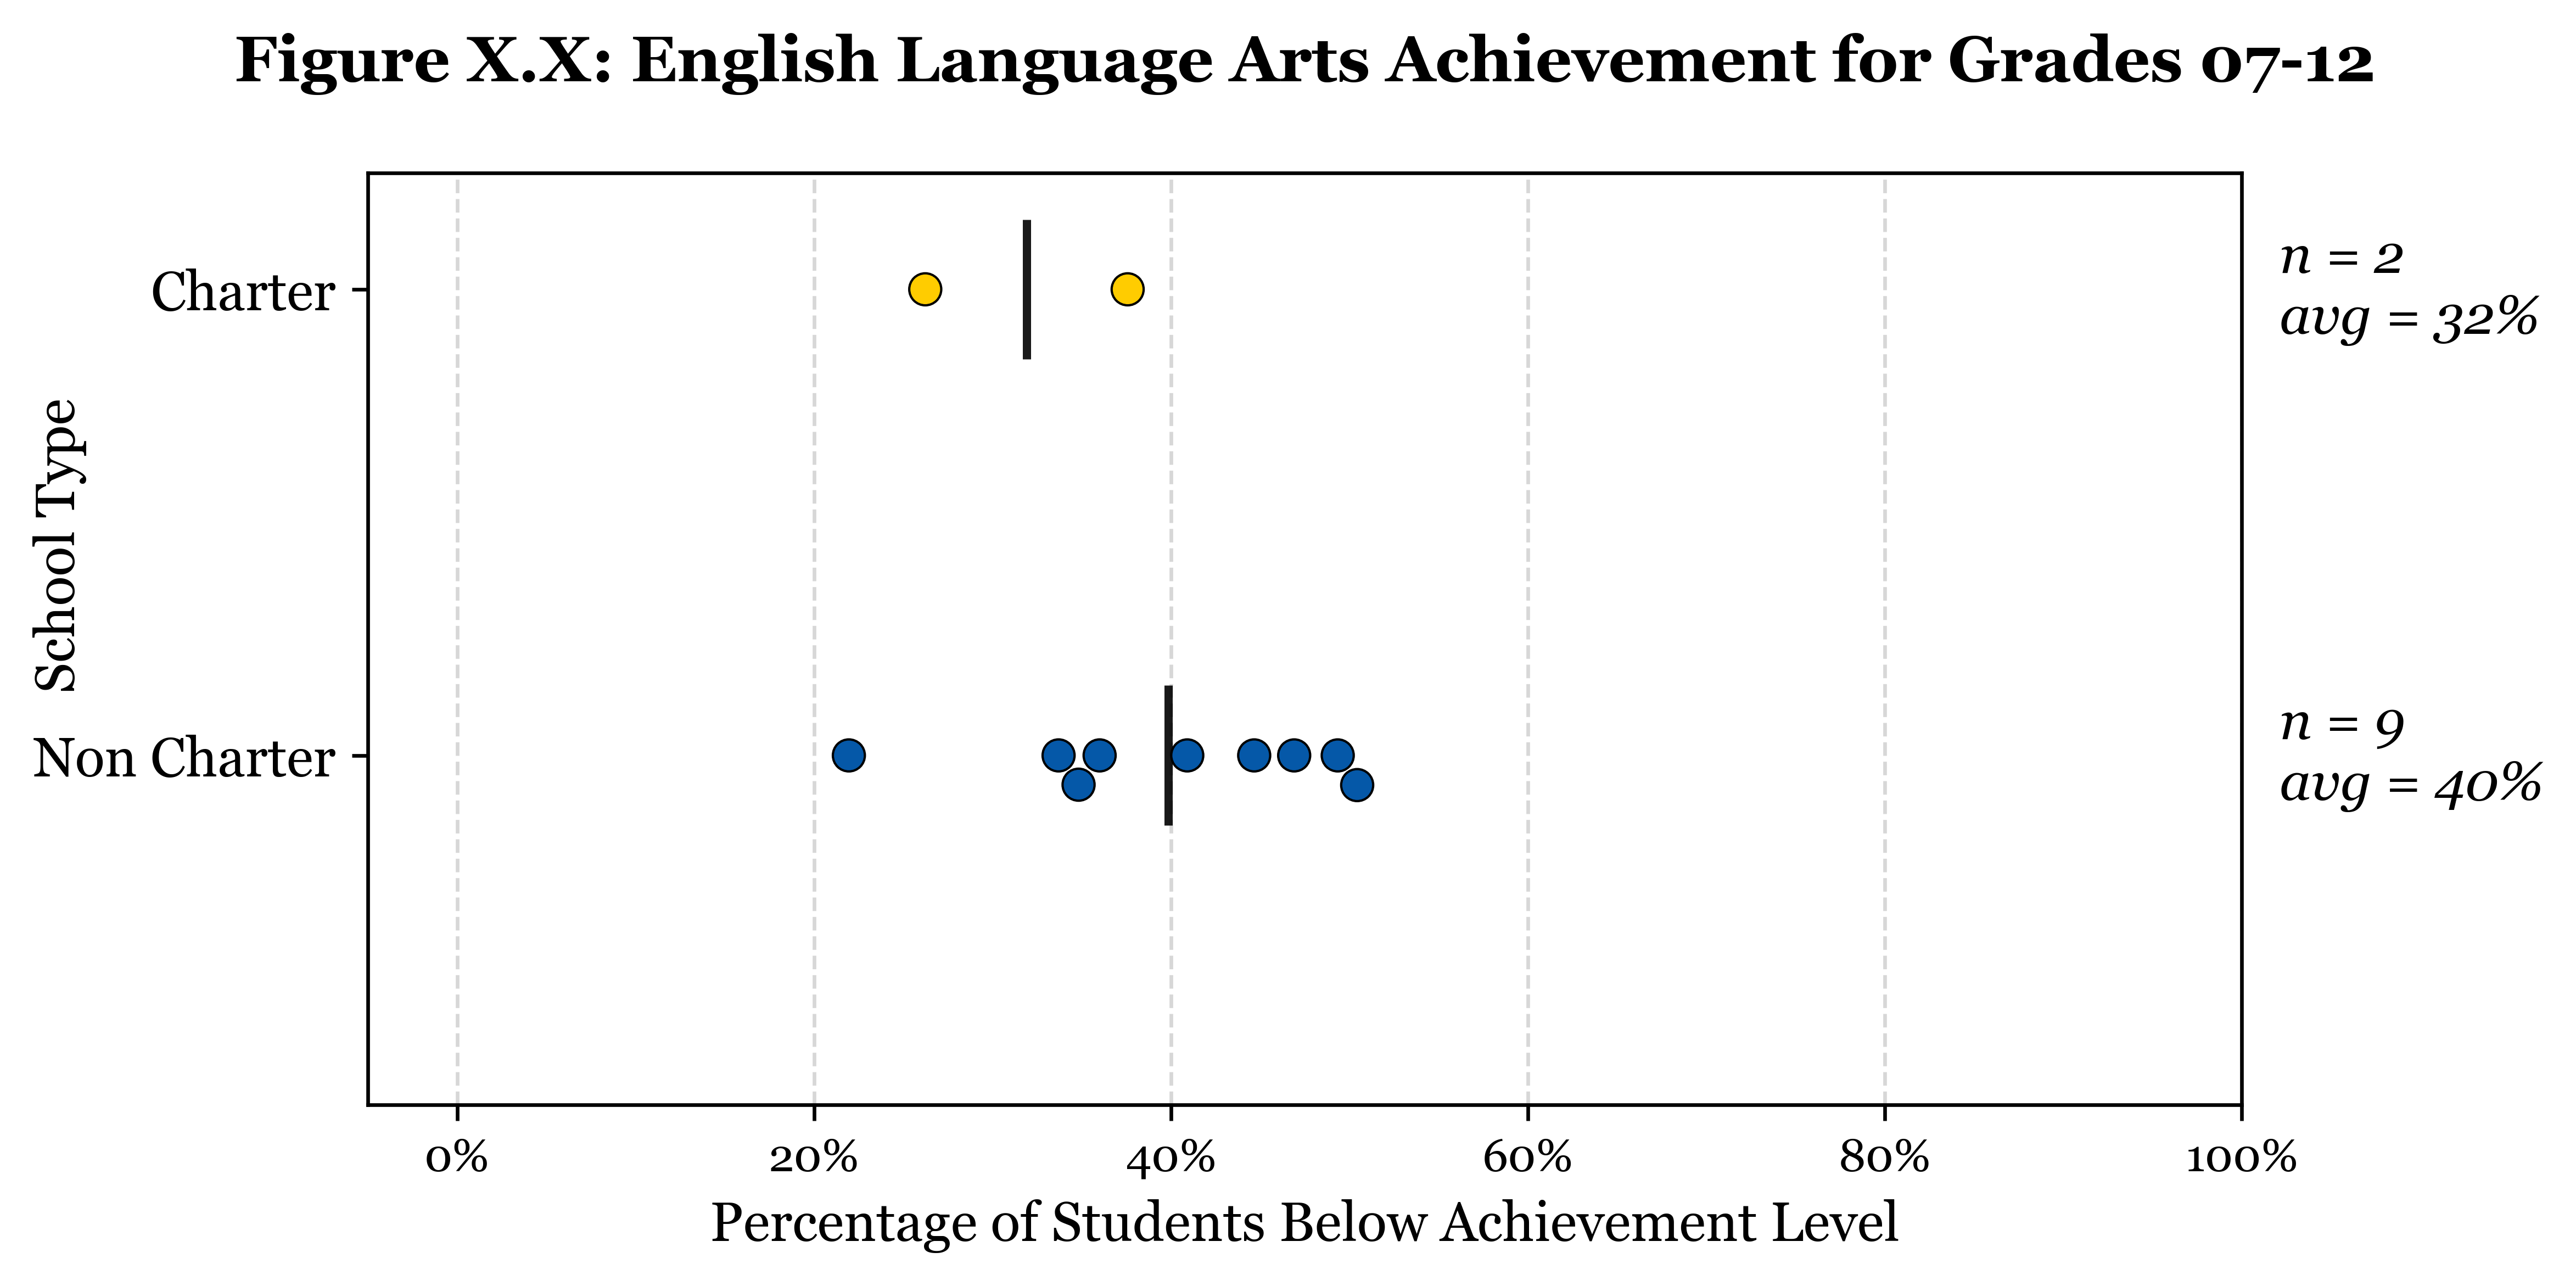 Figure X.X: English Language Arts Achievement for Grades 07-12
Charter
n = 2
avg = 32%
School Type
Non Charter
n = 9
avg = 40%
0%
20%
40%
60%
80%
100%
Percentage of Students Below Achievement Level